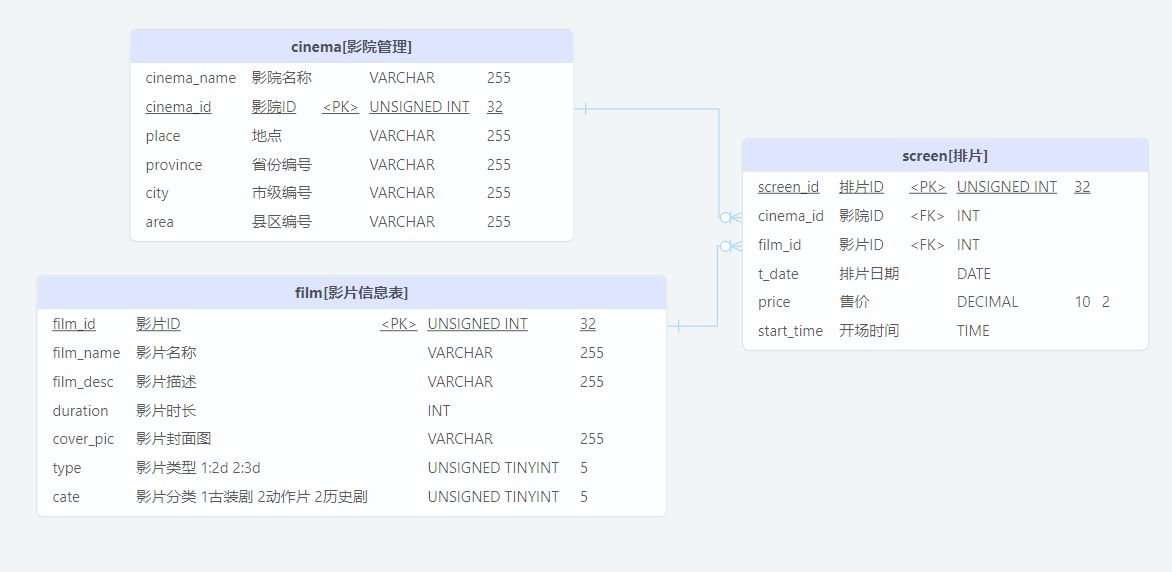 cinema[影院管理]
cinema_name 影院名称 VARCHAR 255
cinema_id 影院ID <PK> UNSIGNED INT 32
place 地点 VARCHAR 255
province 省份编号 VARCHAR 255
city 市级编号 VARCHAR 255
area 县区编号 VARCHAR 255
screen[排片]
screen_id 排片ID <PK> UNSIGNED INT 32
cinema_id 影院ID <FK> INT
film_id 影片ID <FK> INT
t_date 排片日期 DATE
price 售价 DECIMAL 10 2
start_time 开场时间 TIME
film[影片信息表]
film_id 影片ID <PK> UNSIGNED INT 32
film_name 影片名称 VARCHAR 255
film_desc 影片描述 VARCHAR 255
duration 影片时长 INT
cover_pic 影片封面图 VARCHAR 255
type 影片类型 1:2d 2:3d UNSIGNED TINYINT 5
cate 影片分类 1古装剧 2动作片 2历史剧 UNSIGNED TINYINT 5